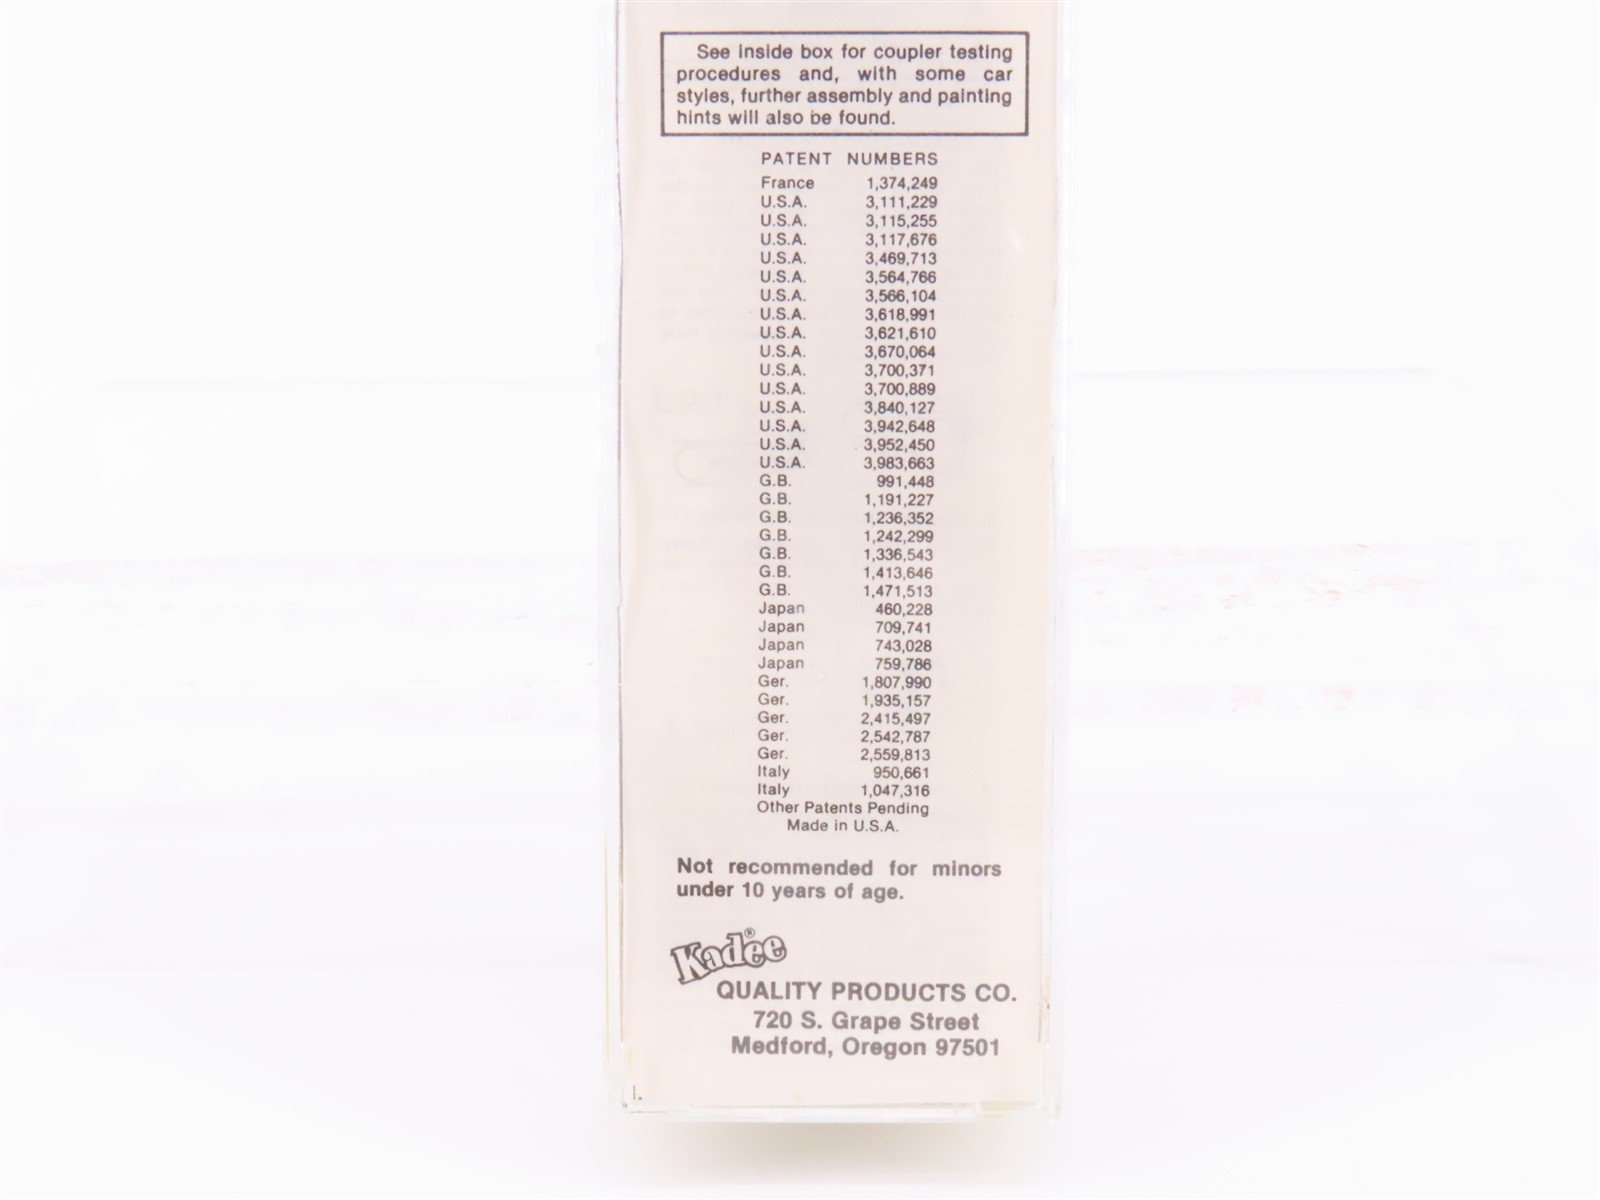 See inside box for coupler testing
procedures and, with some car
styles, further assembly and painting
hints will also be found.
PATENT NUMBERS
France 1,374,249
U.S.A. 3,111,229
U.S.A. 3,115,255
U.S.A. 3,117,676
U.S.A. 3,469,713
U.S.A. 3,564,766
U.S.A. 3,566,104
U.S.A. 3,618,991
U.S.A. 3,621,610
U.S.A. 3,670,064
U.S.A. 3,700,371
U.S.A. 3,700,889
U.S.A. 3,840,127
U.S.A. 3,942,648
U.S.A. 3,952,450
U.S.A. 3,983,663
G.B. 991,448
G.B. 1,191,227
G.B. 1,236,352
G.B. 1,242,299
G.B. 1,336,543
G.B. 1,413,646
G.B. 1,471,513
Japan 460,228
Japan 709,741
Japan 743,028
Japan 759,786
Ger. 1,807,990
Ger. 1,935,157
Ger. 2,415,497
Ger. 2,542,787
Ger. 2,559,813
Italy 950,661
Italy 1,047,316
Other Patents Pending
Made in U.S.A.
Not recommended for minors
under 10 years of age.
Kadee®
QUALITY PRODUCTS CO.
720 S. Grape Street
Medford, Oregon 97501